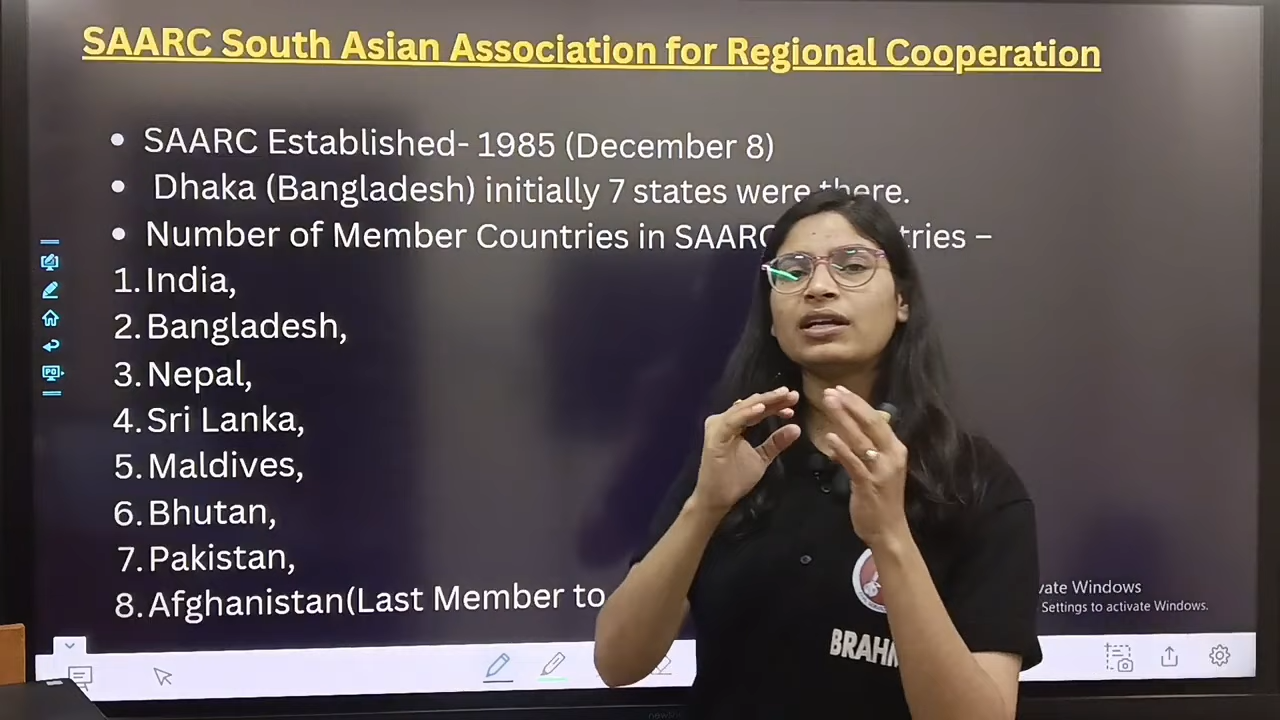 SAARC South Asian Association for Regional Cooperation
• SAARC Established- 1985 (December 8)
• Dhaka (Bangladesh) initially 7 states were there.
• Number of Member Countries in SAARC
1. India,
2. Bangladesh,
3. Nepal,
4. Sri Lanka,
5. Maldives,
6. Bhutan,
7. Pakistan,
8. Afghanistan(Last Member to
Windows
Settings to activate Windows.